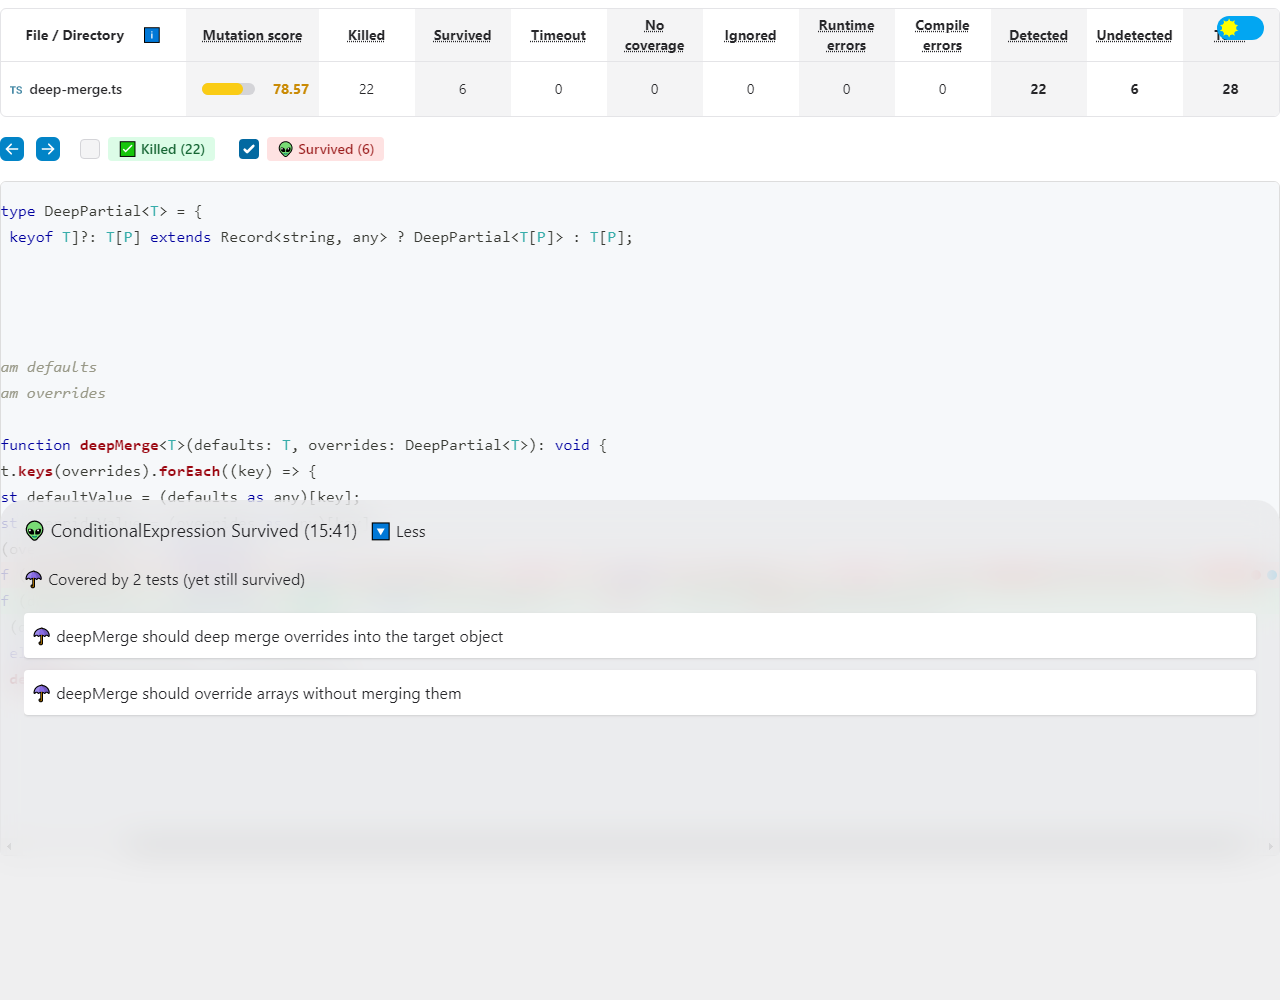 File / Directory Mutation score Killed Survived Timeout No coverage Ignored Runtime errors Compile errors Detected Undetected
TS deep-merge.ts 78.57 22 6 0 0 0 0 0 22 6 28
Killed (22) Survived (6)
type DeepPartial<T> = {
keyof T]?: T[P] extends Record<string, any> ? DeepPartial<T[P]> : T[P];
am defaults
am overrides
function deepMerge<T>(defaults: T, overrides: DeepPartial<T>): void {
t.keys(overrides).forEach((key) => {
st defaultValue = (defaults as any)[key];
ConditionalExpression Survived (15:41) Less
Covered by 2 tests (yet still survived)
deepMerge should deep merge overrides into the target object
deepMerge should override arrays without merging them